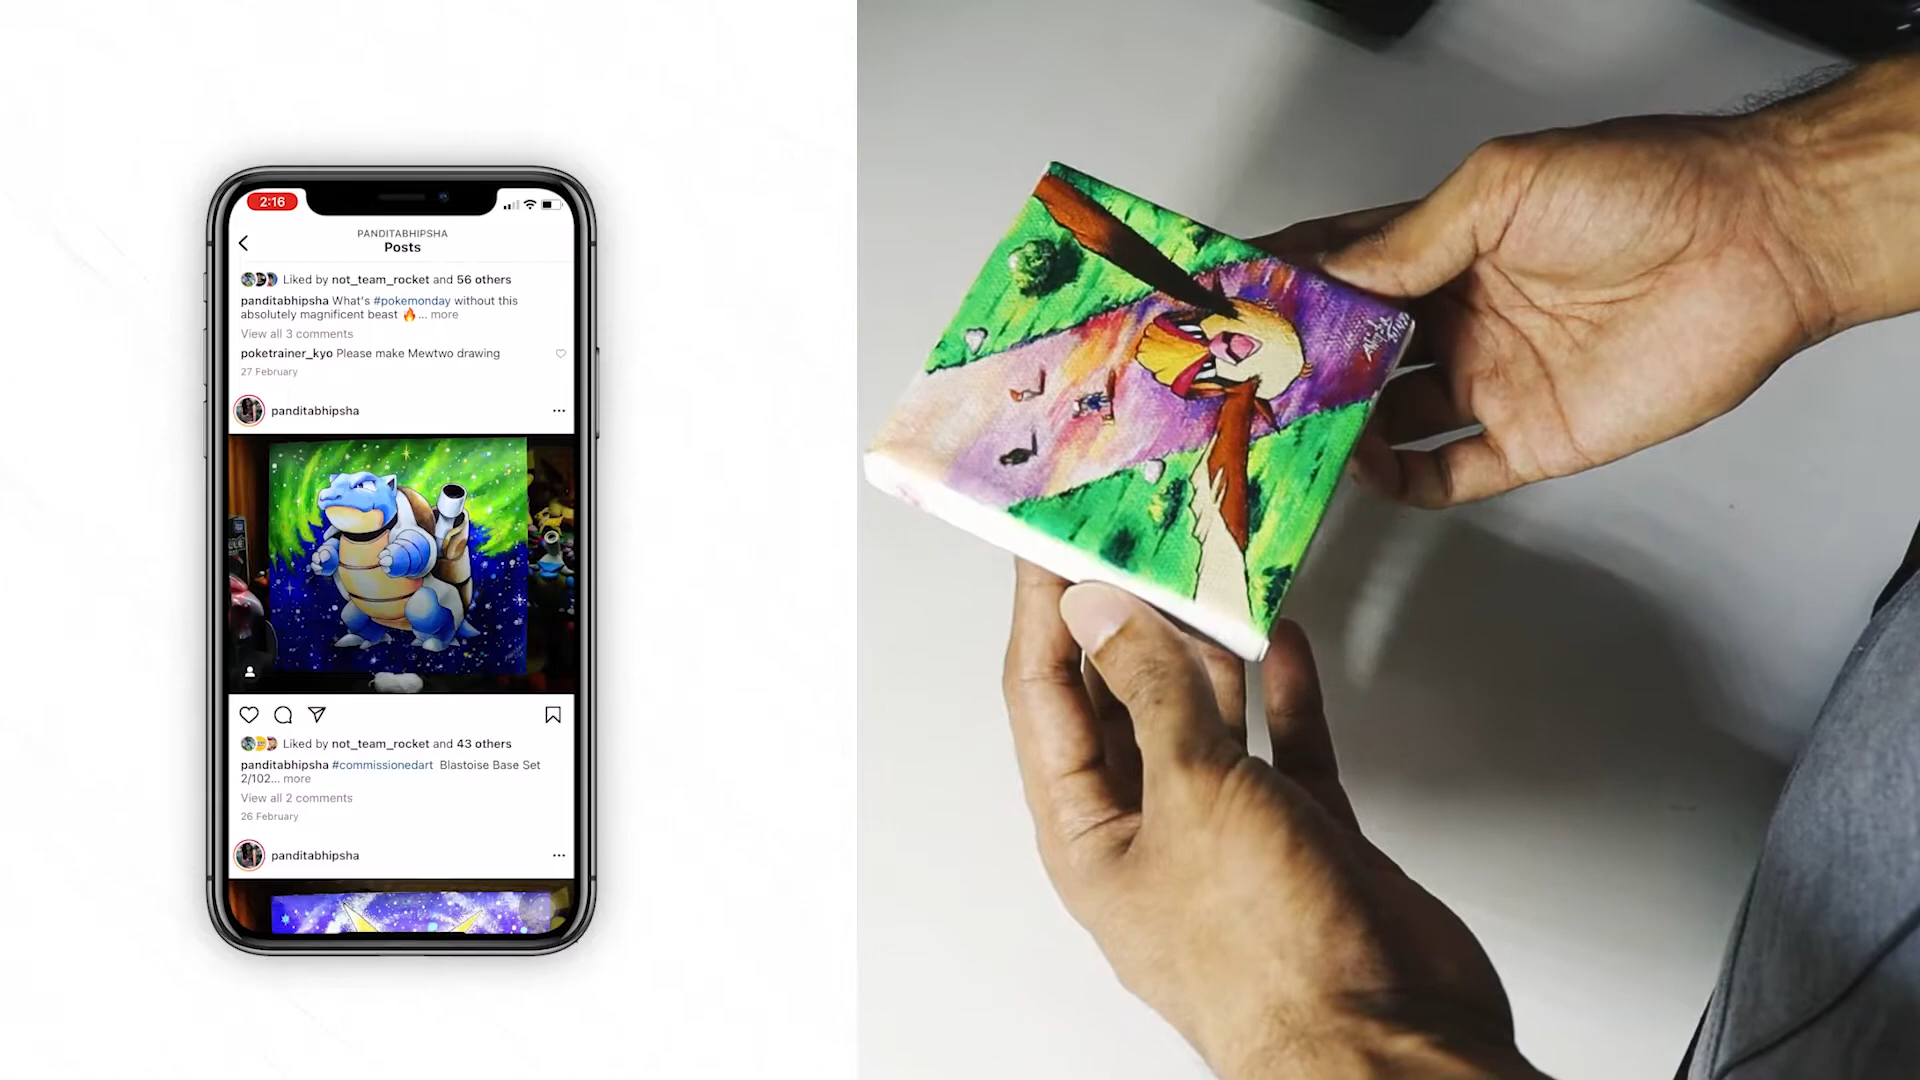 2:16
PANDITABHIPSHA
Posts
Liked by not_team_rocket and 56 others
panditabhipsha What's #pokemonday without this
absolutely magnificent beast 🔥... more
View all 3 comments
poketrainer_kyo Please make Mewtwo drawing
27 February
panditabhipsha
Liked by not_team_rocket and 43 others
panditabhipsha #commissionedart Blastoise Base Set
2/102... more
View all 2 comments
26 February
panditabhipsha